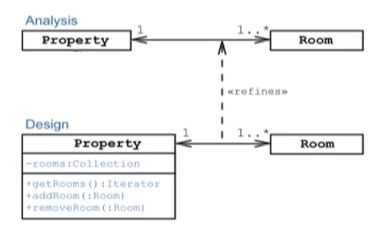 Analysis
Property 1 1..* Room
«refines»
Design
Property 1 1..* Room
-rooms:Collection
+getRooms():Iterator
+addRoom(:Room)
+removeRoom(:Room)